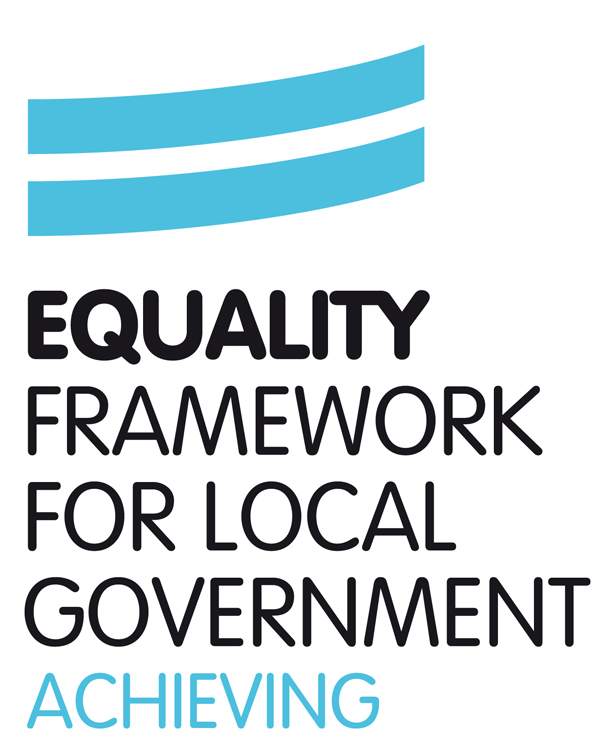 EQUALITY
FRAMEWORK
FOR LOCAL
GOVERNMENT
ACHIEVING